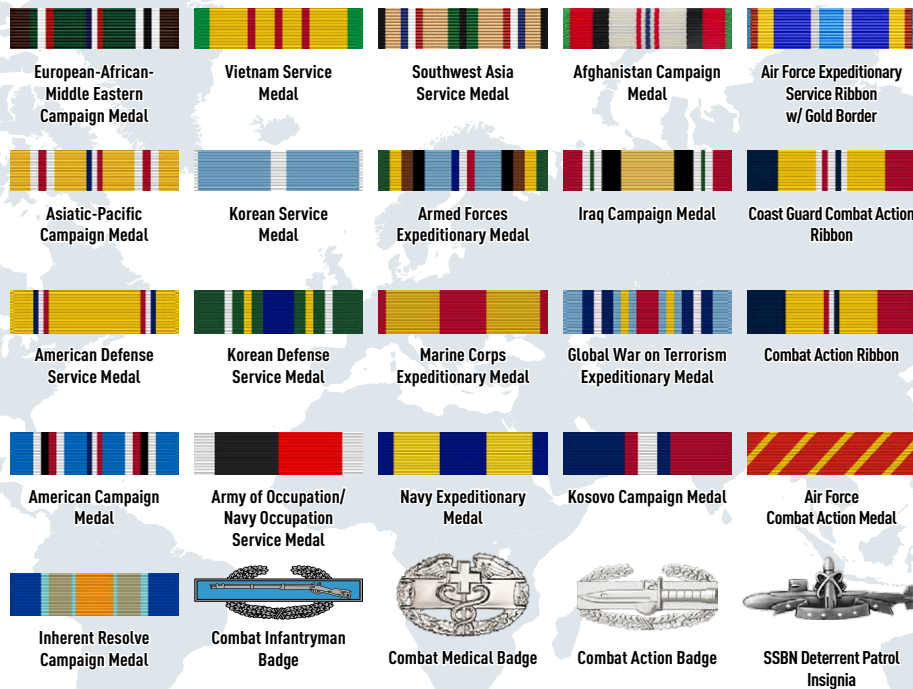 European-African-
Middle Eastern
Campaign Medal
Vietnam Service
Medal
Southwest Asia
Service Medal
Afghanistan Campaign
Medal
Air Force Expeditionary
Service Ribbon
w/ Gold Border
Asiatic-Pacific
Campaign Medal
Korean Service
Medal
Armed Forces
Expeditionary Medal
Iraq Campaign Medal
Coast Guard Combat Action
Ribbon
American Defense
Service Medal
Korean Defense
Service Medal
Marine Corps
Expeditionary Medal
Global War on Terrorism
Expeditionary Medal
Combat Action Ribbon
American Campaign
Medal
Army of Occupation/
Navy Occupation
Service Medal
Navy Expeditionary
Medal
Kosovo Campaign Medal
Air Force
Combat Action Medal
Inherent Resolve
Campaign Medal
Combat Infantryman
Badge
Combat Medical Badge
Combat Action Badge
SSBN Deterrent Patrol
Insignia